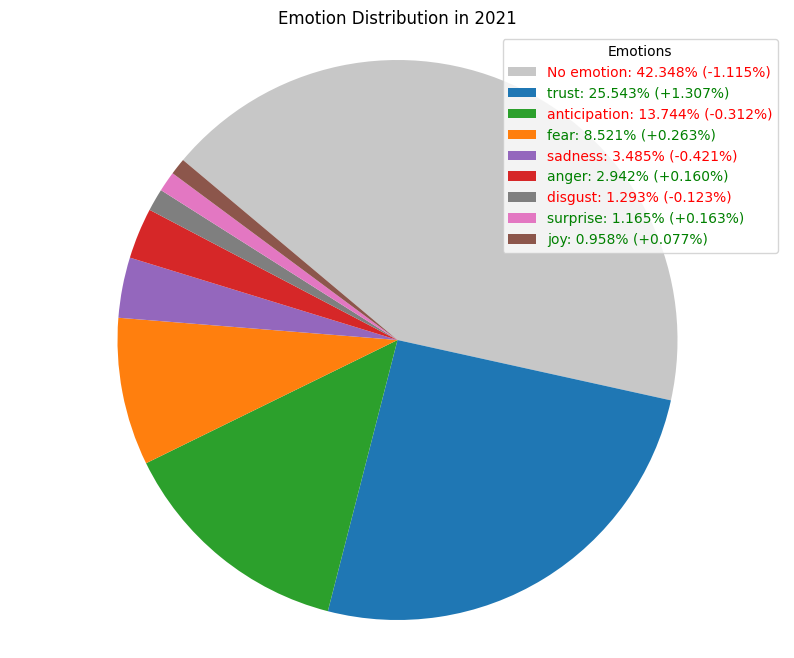 Emotion Distribution in 2021
Emotions
No emotion: 42.348% (-1.115%)
trust: 25.543% (+1.307%)
anticipation: 13.744% (-0.312%)
fear: 8.521% (+0.263%)
sadness: 3.485% (-0.421%)
anger: 2.942% (+0.160%)
disgust: 1.293% (-0.123%)
surprise: 1.165% (+0.163%)
joy: 0.958% (+0.077%)